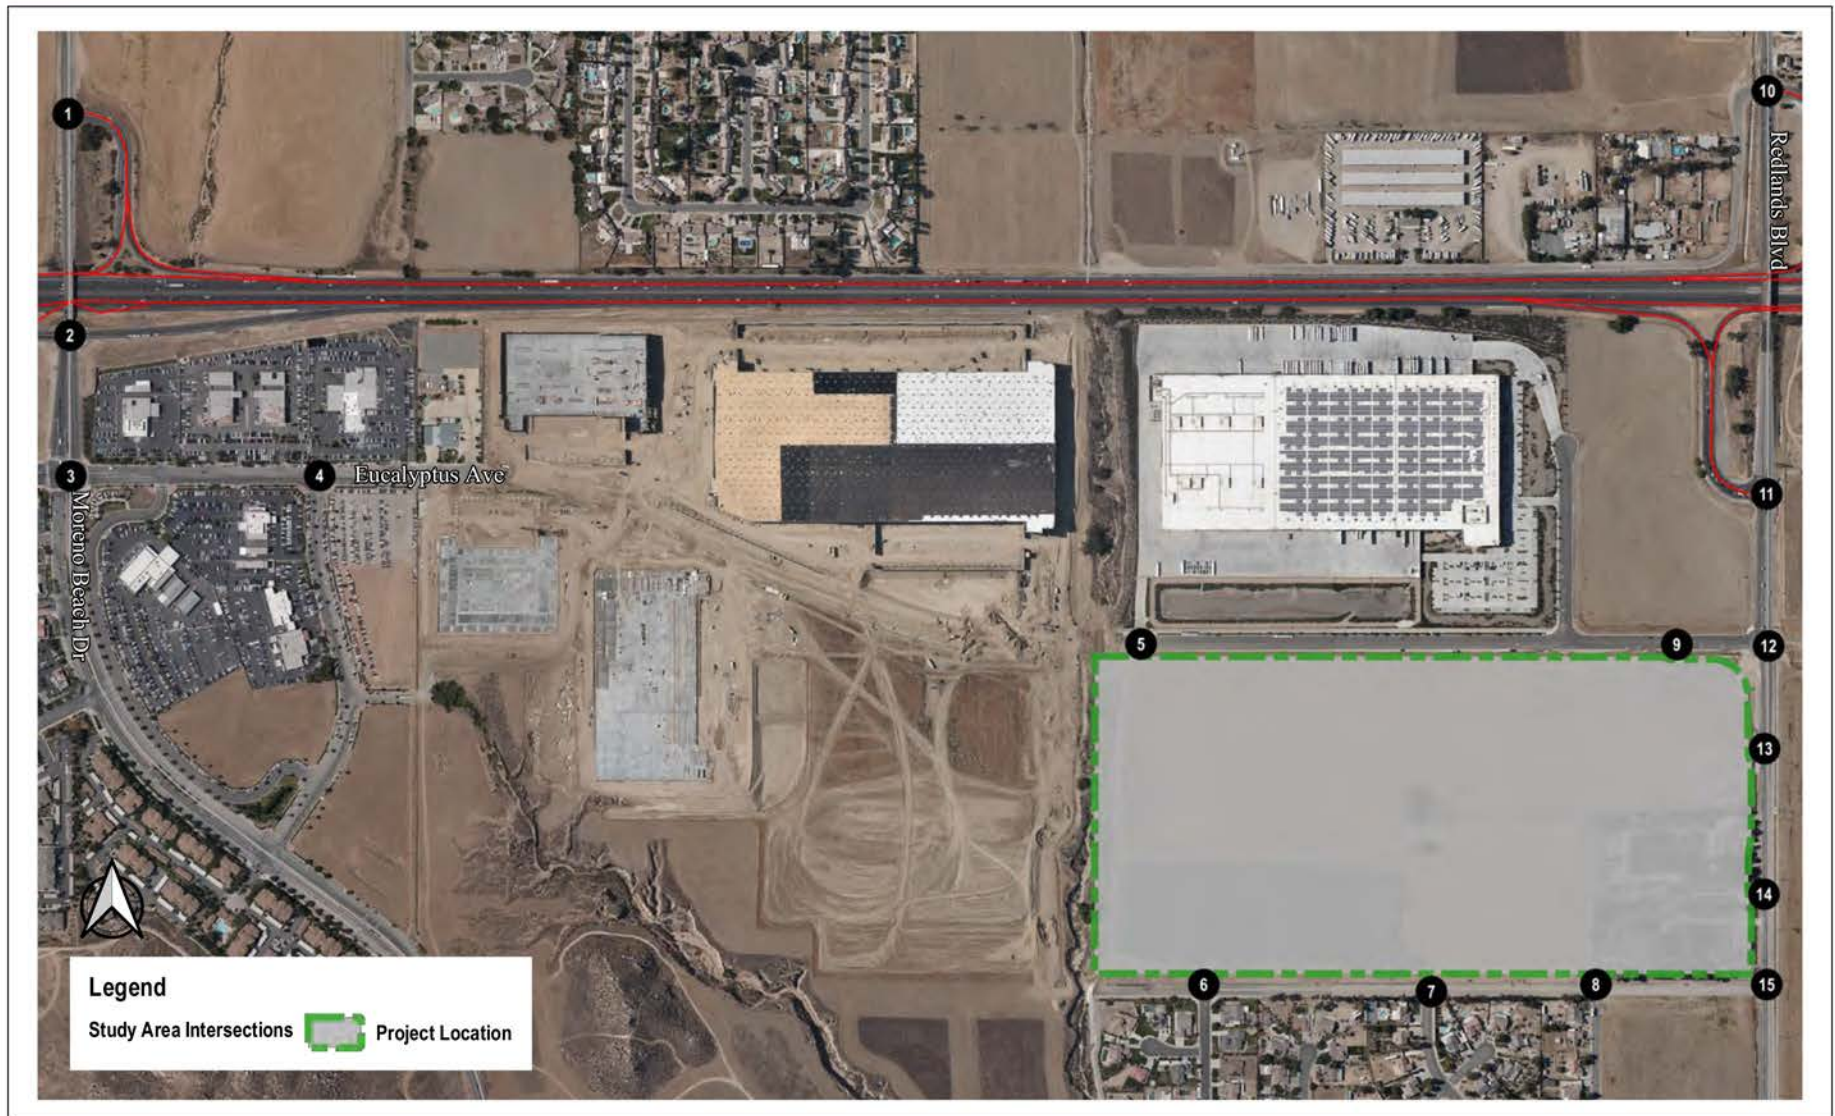 1
10
Redlands Blvd
2
3
4
Eucalyptus Ave
11
Moreno Beach Dr
5
9
12
13
14
6
7
8
15
Legend
Study Area Intersections
Project Location